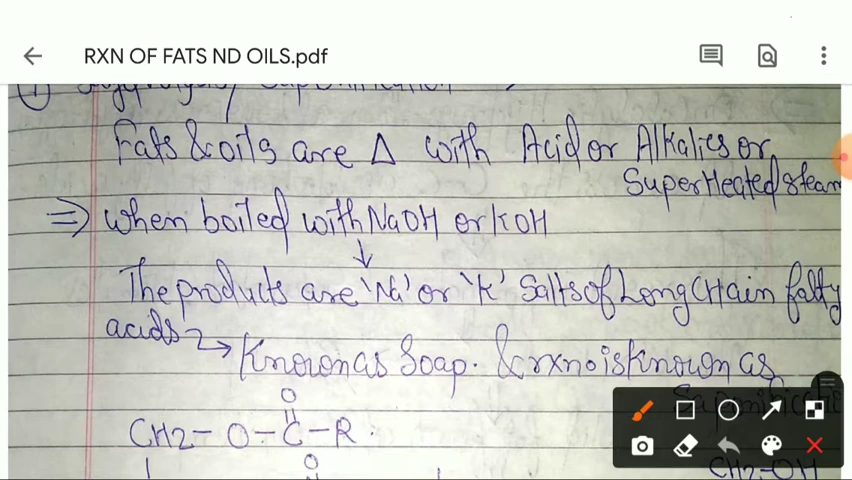 RXN OF FATS ND OILS.pdf
Fats & oils are Δ with Acid or Alkalies or
SuperHeated steam
=) when boiled with NaOH or KOH
↓
The products are 'Na' or 'K' Salts of Long Chain fatty
acids → Known as Soap. & rxn is known as
O
CH2-O-C-R.
O
CH2-OH